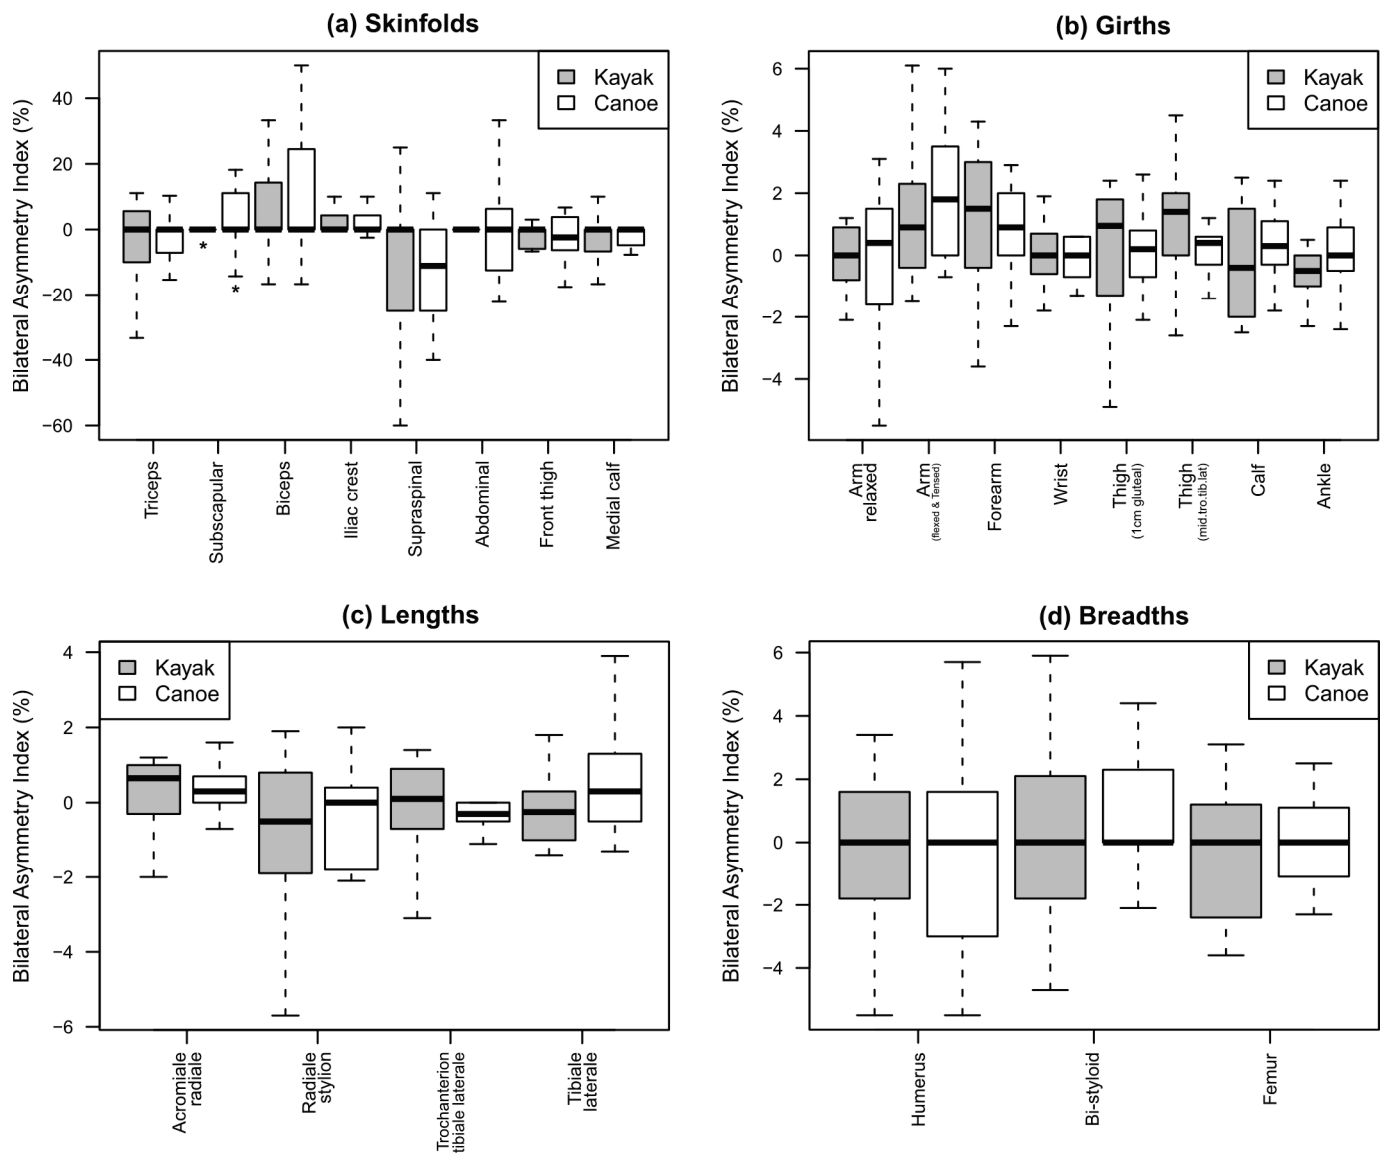 (a) Skinfolds
Bilateral Asymmetry Index (%)
40
20
0
−20
−40
−60
Kayak
Canoe
*
*
Triceps
Subscapular
Biceps
Iliac crest
Supraspinal
Abdominal
Front thigh
Medial calf
(b) Girths
Bilateral Asymmetry Index (%)
6
4
2
0
−2
−4
Kayak
Canoe
Arm
relaxed
Arm
(flexed & Tensed)
Forearm
Wrist
Thigh
(1cm gluteal)
Thigh
(mid.tro.tib.lat)
Calf
Ankle
(c) Lengths
Bilateral Asymmetry Index (%)
4
2
0
−2
−4
−6
Kayak
Canoe
Acromiale
radiale
Radiale
stylion
Trochanterion
tibiale laterale
Tibiale
laterale
(d) Breadths
Bilateral Asymmetry Index (%)
6
4
2
0
−2
−4
Kayak
Canoe
Humerus
Bi-styloid
Femur